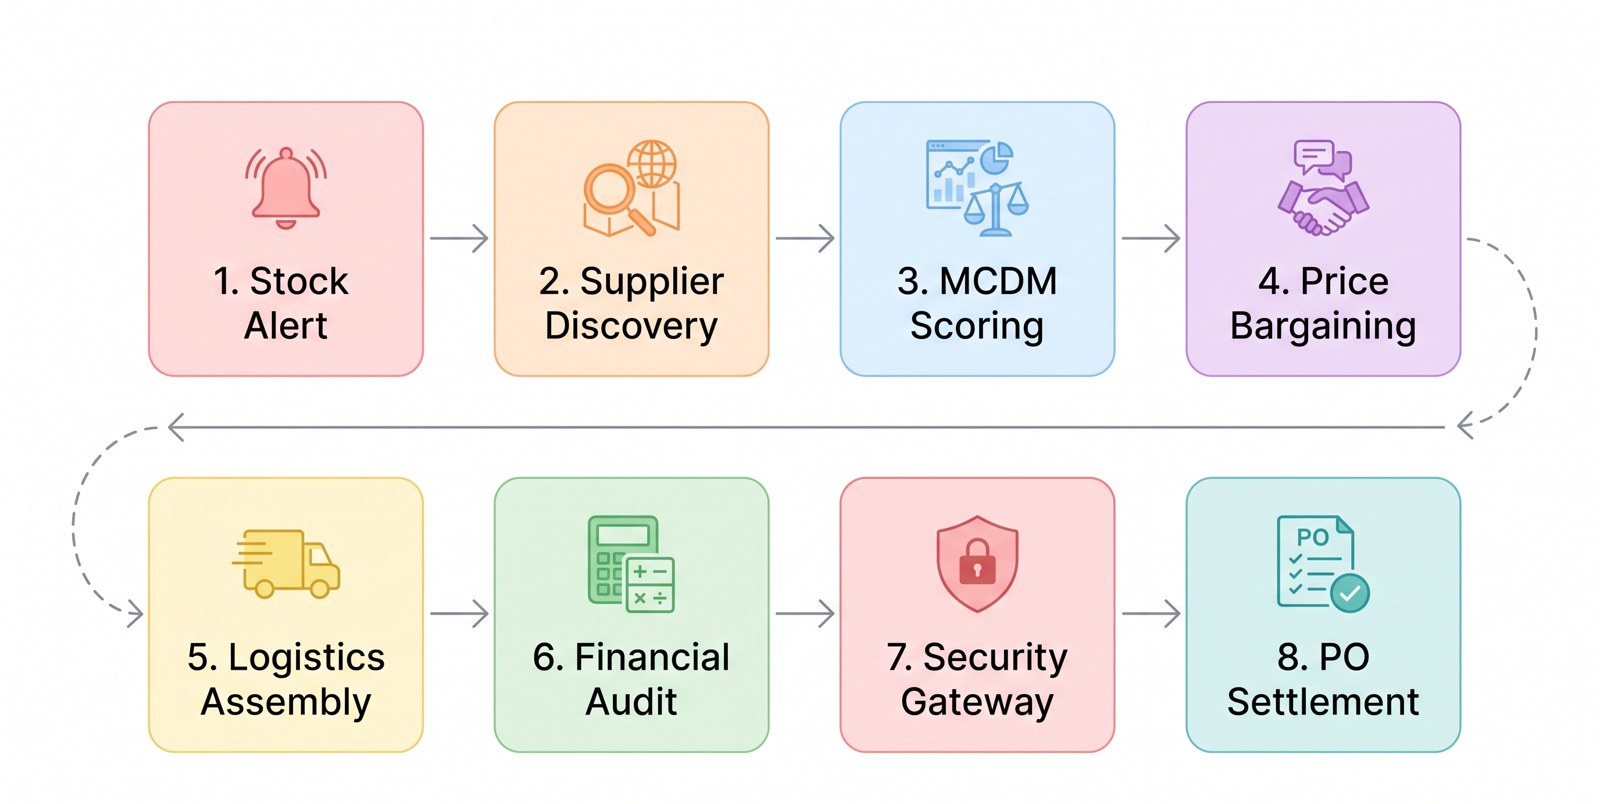 1. Stock
Alert
2. Supplier
Discovery
3. MCDM
Scoring
4. Price
Bargaining
5. Logistics
Assembly
6. Financial
Audit
7. Security
Gateway
PO
8. PO
Settlement